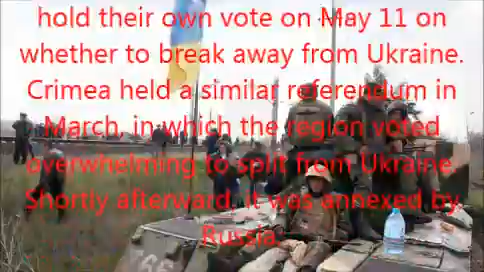 hold their own vote on May 11 on
whether to break away from Ukraine.
Crimea held a similar referendum in
March, in which the region voted
overwhelming to split from Ukraine.
Shortly afterward, it was annexed by
Russia.
66